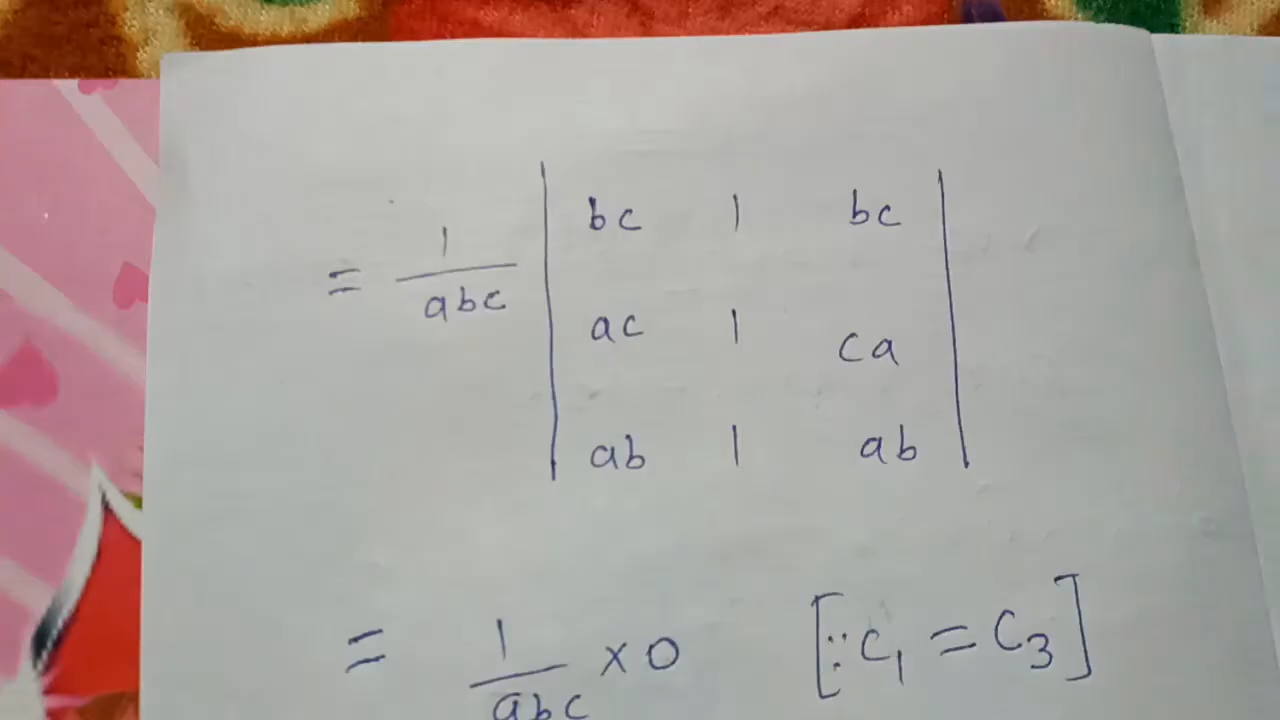 = 1/abc | bc 1 bc |
| ac 1 ca |
| ab 1 ab |
= 1/abc × 0 [∵ C₁ = C₃]